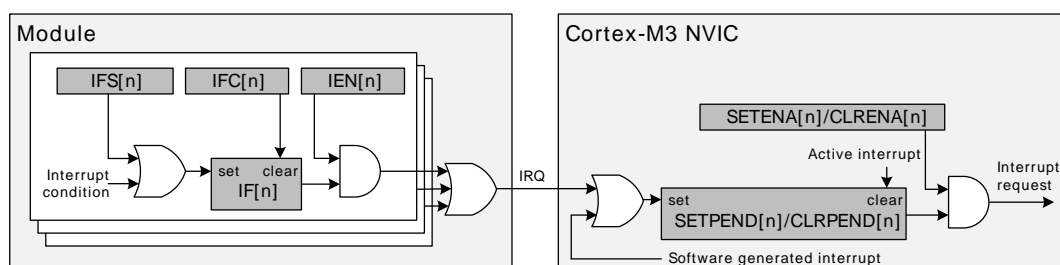 Module
Cortex-M3 NVIC
IFS[n]
IFC[n]
IEN[n]
SETENA[n]/CLRENA[n]
Interrupt
condition
set
clear
IF[n]
IRQ
Active interrupt
Interrupt
request
set
clear
SETPEND[n]/CLRPEND[n]
Software generated interrupt